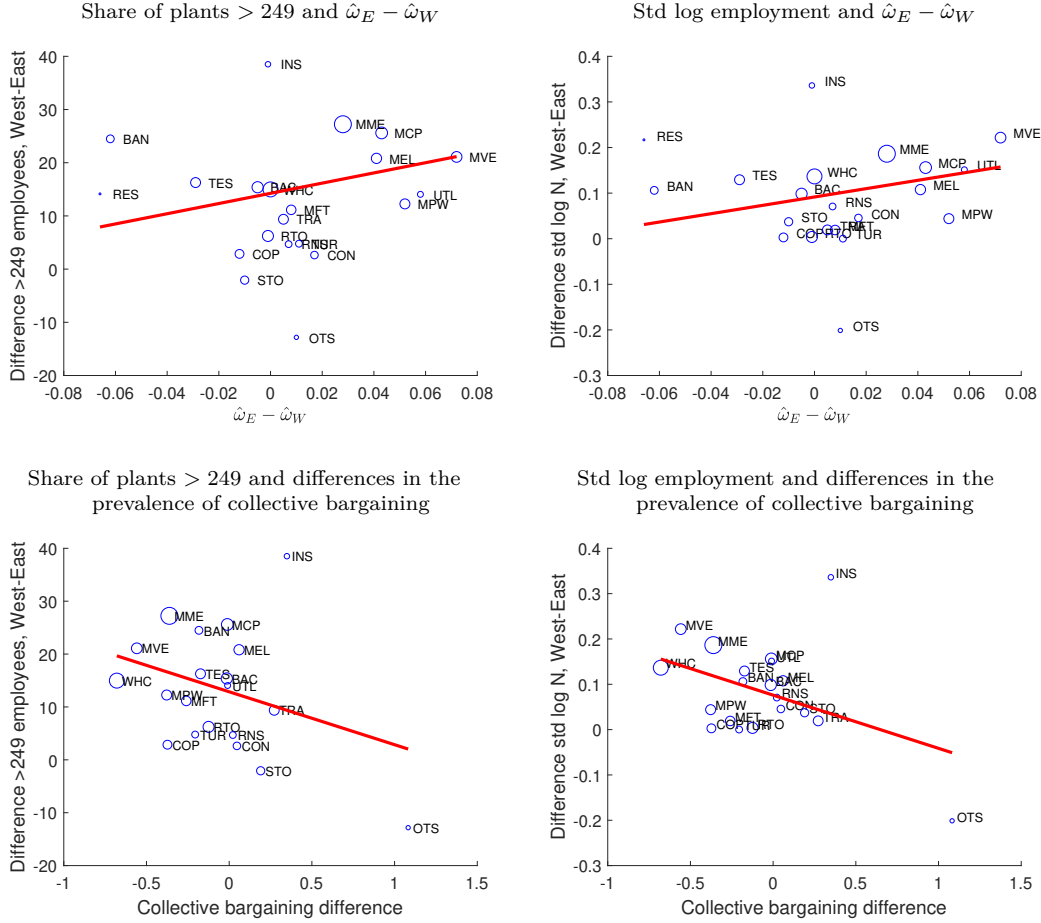 Share of plants > 249 and ω̂_E − ω̂_W
Difference >249 employees, West-East
40
30
20
10
0
-10
-20
-0.08
-0.06
-0.04
-0.02
0
0.02
0.04
0.06
0.08
ω̂_E − ω̂_W
INS
BAN
MME
MCP
MEL
MVE
RES
TES
BAC
WHC
UTL
MPW
MFT
TRA
RTO
RNS
TUR
COP
CON
STO
OTS
Std log employment and ω̂_E − ω̂_W
Difference std log N, West-East
0.4
0.3
0.2
0.1
0
-0.1
-0.2
-0.3
-0.08
-0.06
-0.04
-0.02
0
0.02
0.04
0.06
0.08
ω̂_E − ω̂_W
INS
RES
MVE
MME
MCP
UTL
BAN
TES
WHC
MEL
BAC
RNS
STO
CON
MPW
TRA
MFT
COP
RTO
TUR
OTS
Share of plants > 249 and differences in the
prevalence of collective bargaining
Difference >249 employees, West-East
40
30
20
10
0
-10
-20
-1
-0.5
0
0.5
1
1.5
Collective bargaining difference
INS
MME
BAN
MCP
MVE
MEL
WHC
TES
BAC
UTL
MPW
MFT
TRA
RTO
TUR
RNS
COP
CON
STO
OTS
Std log employment and differences in the
prevalence of collective bargaining
Difference std log N, West-East
0.4
0.3
0.2
0.1
0
-0.1
-0.2
-0.3
-1
-0.5
0
0.5
1
1.5
Collective bargaining difference
INS
MVE
MME
MCP
UTL
WHC
TES
BAN
MEL
BAC
RNS
MPW
CON
STO
MFT
TRA
COP
TUR
RTO
OTS